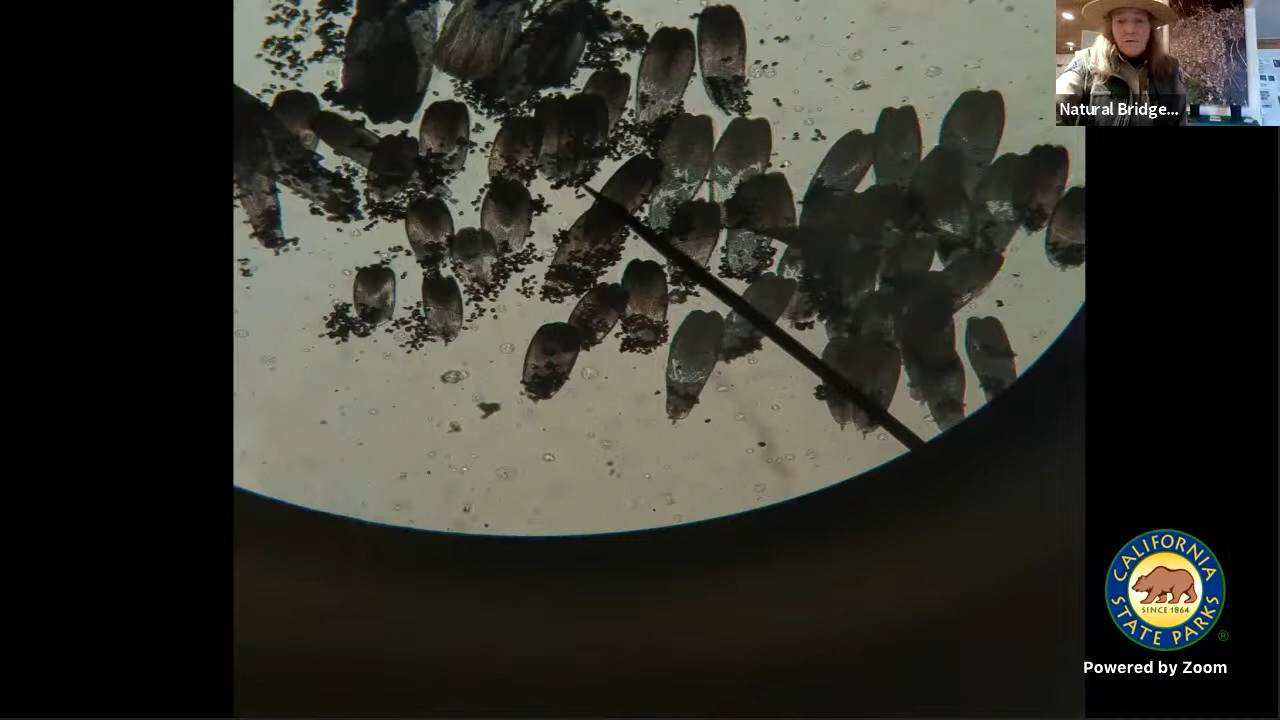 Natural Bridge...
CALIFORNIA
SINCE 1864
STATE PARKS
®
Powered by Zoom